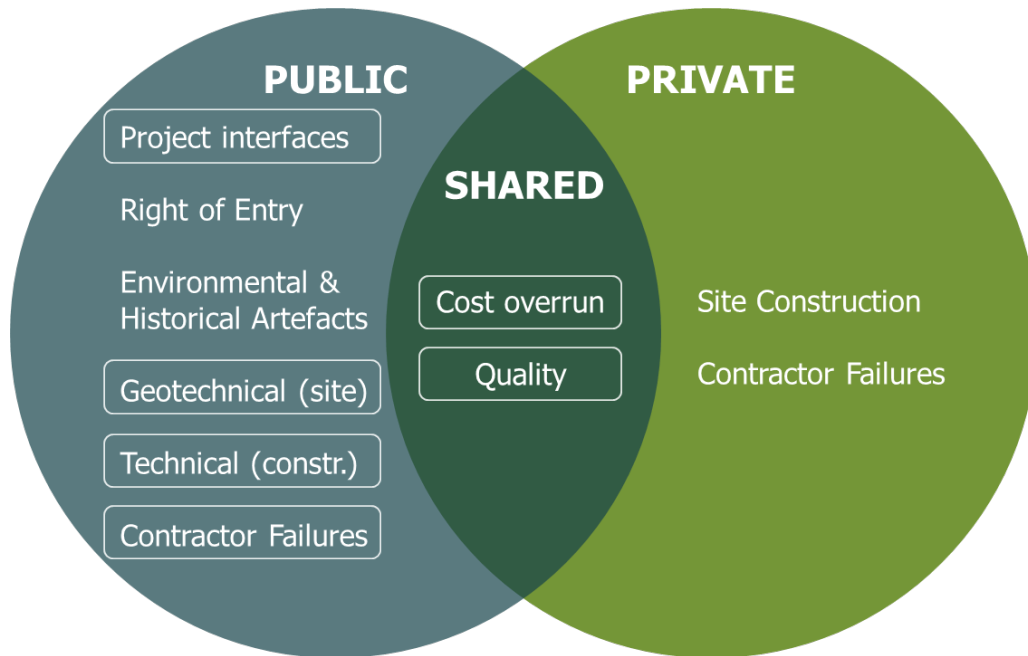 PUBLIC
Project interfaces
Right of Entry
Environmental &
Historical Artefacts
Geotechnical (site)
Technical (constr.)
Contractor Failures
SHARED
Cost overrun
Quality
PRIVATE
Site Construction
Contractor Failures